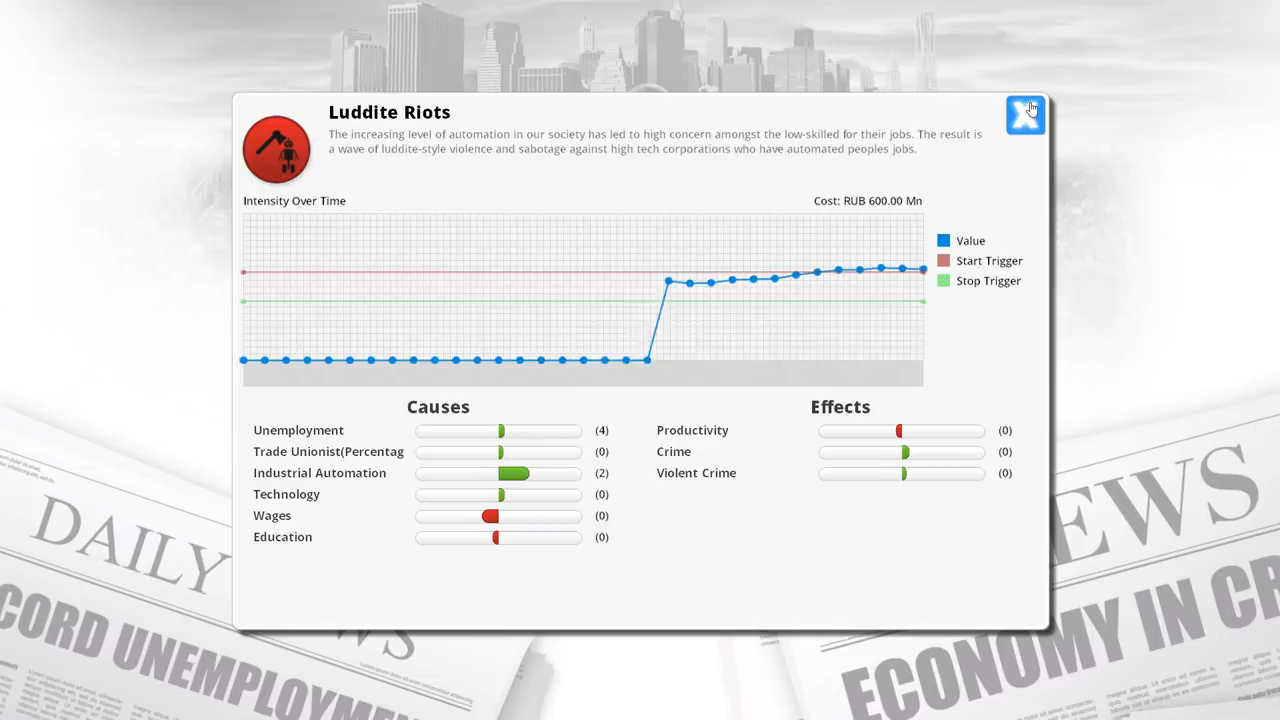 Luddite Riots
The increasing level of automation in our society has led to high concern amongst the low-skilled for their jobs. The result is
a wave of luddite-style violence and sabotage against high tech corporations who have automated peoples jobs.
Intensity Over Time
Cost: RUB 600.00 Mn
Value
Start Trigger
Stop Trigger
Causes
Unemployment (4)
Trade Unionist(Percentag (0)
Industrial Automation (2)
Technology (0)
Wages (0)
Education (0)
Effects
Productivity (0)
Crime (0)
Violent Crime (0)
DAILY
WS
CORD UNEMPLOYME
EWS
ECONOMY IN CR